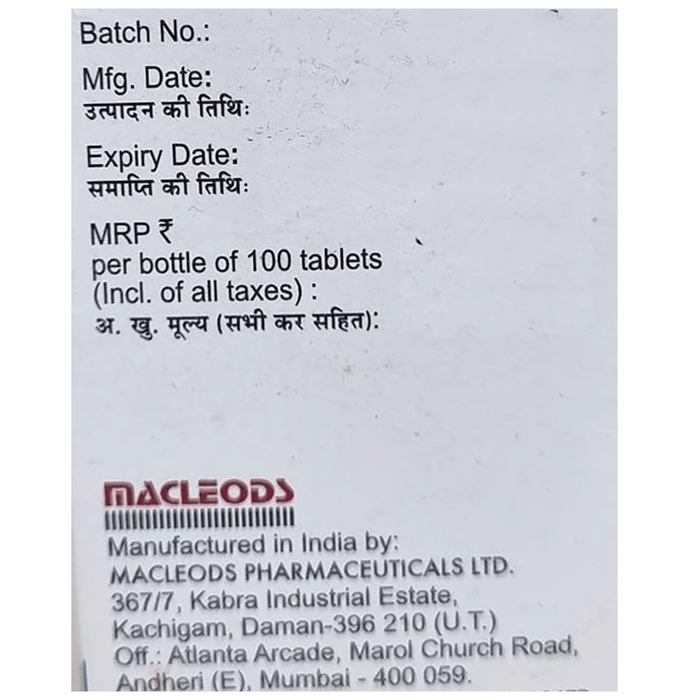 Batch No.:
Mfg. Date:
उत्पादन की तिथि:
Expiry Date:
समाप्ति की तिथि:
MRP ₹
per bottle of 100 tablets
(Incl. of all taxes) :
अ. खु. मूल्य (सभी कर सहित):
MACLEODS
Manufactured in India by:
MACLEODS PHARMACEUTICALS LTD.
367/7, Kabra Industrial Estate,
Kachigam, Daman-396 210 (U.T.)
Off.: Atlanta Arcade, Marol Church Road,
Andheri (E), Mumbai - 400 059.